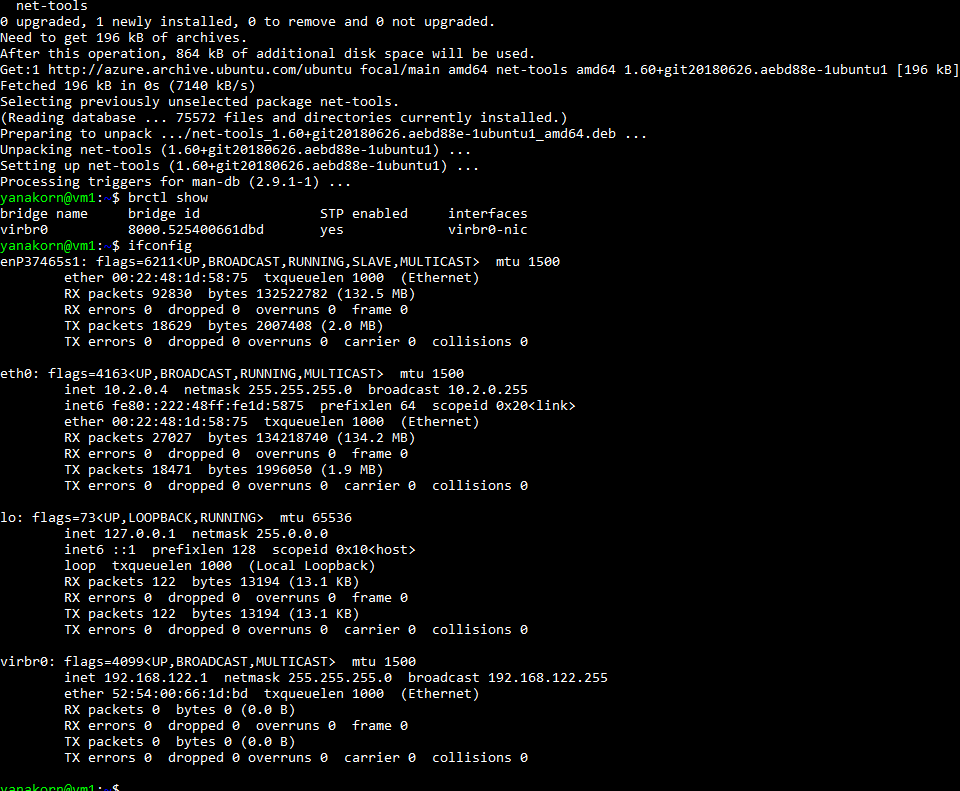 net-tools
0 upgraded, 1 newly installed, 0 to remove and 0 not upgraded.
Need to get 196 kB of archives.
After this operation, 864 kB of additional disk space will be used.
Get:1 http://azure.archive.ubuntu.com/ubuntu focal/main amd64 net-tools amd64 1.60+git20180626.aebd88e-1ubuntu1 [196 kB]
Fetched 196 kB in 0s (7140 kB/s)
Selecting previously unselected package net-tools.
(Reading database ... 75572 files and directories currently installed.)
Preparing to unpack .../net-tools_1.60+git20180626.aebd88e-1ubuntu1_amd64.deb ...
Unpacking net-tools (1.60+git20180626.aebd88e-1ubuntu1) ...
Setting up net-tools (1.60+git20180626.aebd88e-1ubuntu1) ...
Processing triggers for man-db (2.9.1-1) ...
yanakorn@vm1:~$ brctl show
bridge name     bridge id               STP enabled     interfaces
virbr0          8000.525400661dbd       yes             virbr0-nic
yanakorn@vm1:~$ ifconfig
enP37465s1: flags=6211<UP,BROADCAST,RUNNING,SLAVE,MULTICAST>  mtu 1500
        ether 00:22:48:1d:58:75  txqueuelen 1000  (Ethernet)
        RX packets 92830  bytes 132522782 (132.5 MB)
        RX errors 0  dropped 0  overruns 0  frame 0
        TX packets 18629  bytes 2007408 (2.0 MB)
        TX errors 0  dropped 0 overruns 0  carrier 0  collisions 0

eth0: flags=4163<UP,BROADCAST,RUNNING,MULTICAST>  mtu 1500
        inet 10.2.0.4  netmask 255.255.255.0  broadcast 10.2.0.255
        inet6 fe80::222:48ff:fe1d:5875  prefixlen 64  scopeid 0x20<link>
        ether 00:22:48:1d:58:75  txqueuelen 1000  (Ethernet)
        RX packets 27027  bytes 134218740 (134.2 MB)
        RX errors 0  dropped 0  overruns 0  frame 0
        TX packets 18471  bytes 1996050 (1.9 MB)
        TX errors 0  dropped 0 overruns 0  carrier 0  collisions 0

lo: flags=73<UP,LOOPBACK,RUNNING>  mtu 65536
        inet 127.0.0.1  netmask 255.0.0.0
        inet6 ::1  prefixlen 128  scopeid 0x10<host>
        loop  txqueuelen 1000  (Local Loopback)
        RX packets 122  bytes 13194 (13.1 KB)
        RX errors 0  dropped 0  overruns 0  frame 0
        TX packets 122  bytes 13194 (13.1 KB)
        TX errors 0  dropped 0 overruns 0  carrier 0  collisions 0

virbr0: flags=4099<UP,BROADCAST,MULTICAST>  mtu 1500
        inet 192.168.122.1  netmask 255.255.255.0  broadcast 192.168.122.255
        ether 52:54:00:66:1d:bd  txqueuelen 1000  (Ethernet)
        RX packets 0  bytes 0 (0.0 B)
        RX errors 0  dropped 0  overruns 0  frame 0
        TX packets 0  bytes 0 (0.0 B)
        TX errors 0  dropped 0 overruns 0  carrier 0  collisions 0

yanakorn@vm1:~$